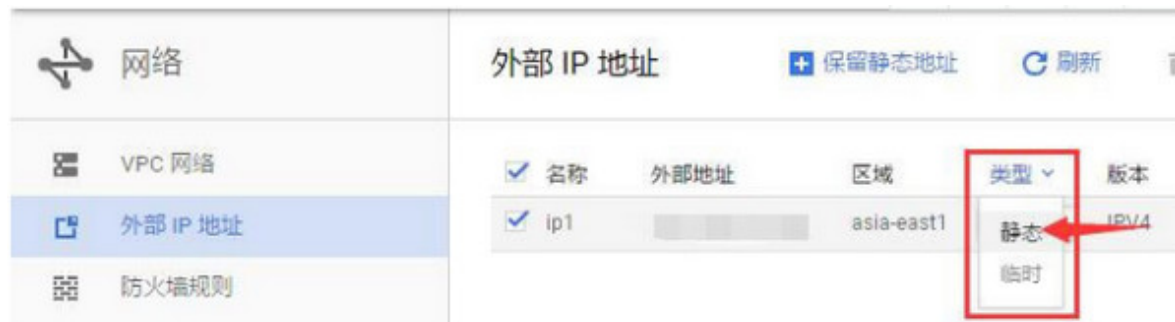 网络
外部 IP 地址
保留静态地址
刷新
VPC 网络
外部 IP 地址
防火墙规则
名称 外部地址 区域 类型 版本
ip1 asia-east1 静态 IPV4
临时